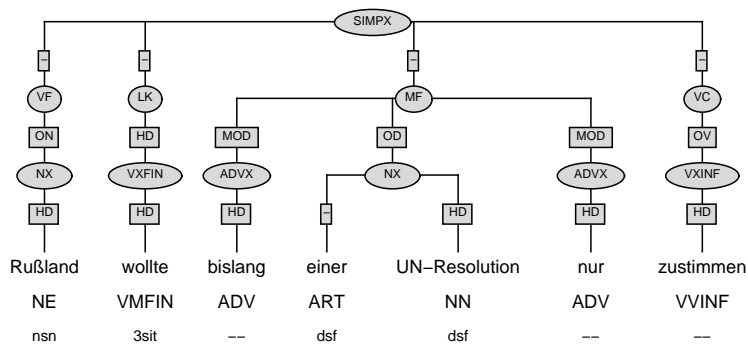 SIMPX
– – – –
VF LK MF VC
ON HD MOD OD MOD OV
NX VXFIN ADVX NX ADVX VXINF
HD HD HD – HD HD HD
Rußland wollte bislang einer UN−Resolution nur zustimmen
NE VMFIN ADV ART NN ADV VVINF
nsn 3sit −− dsf dsf −− −−